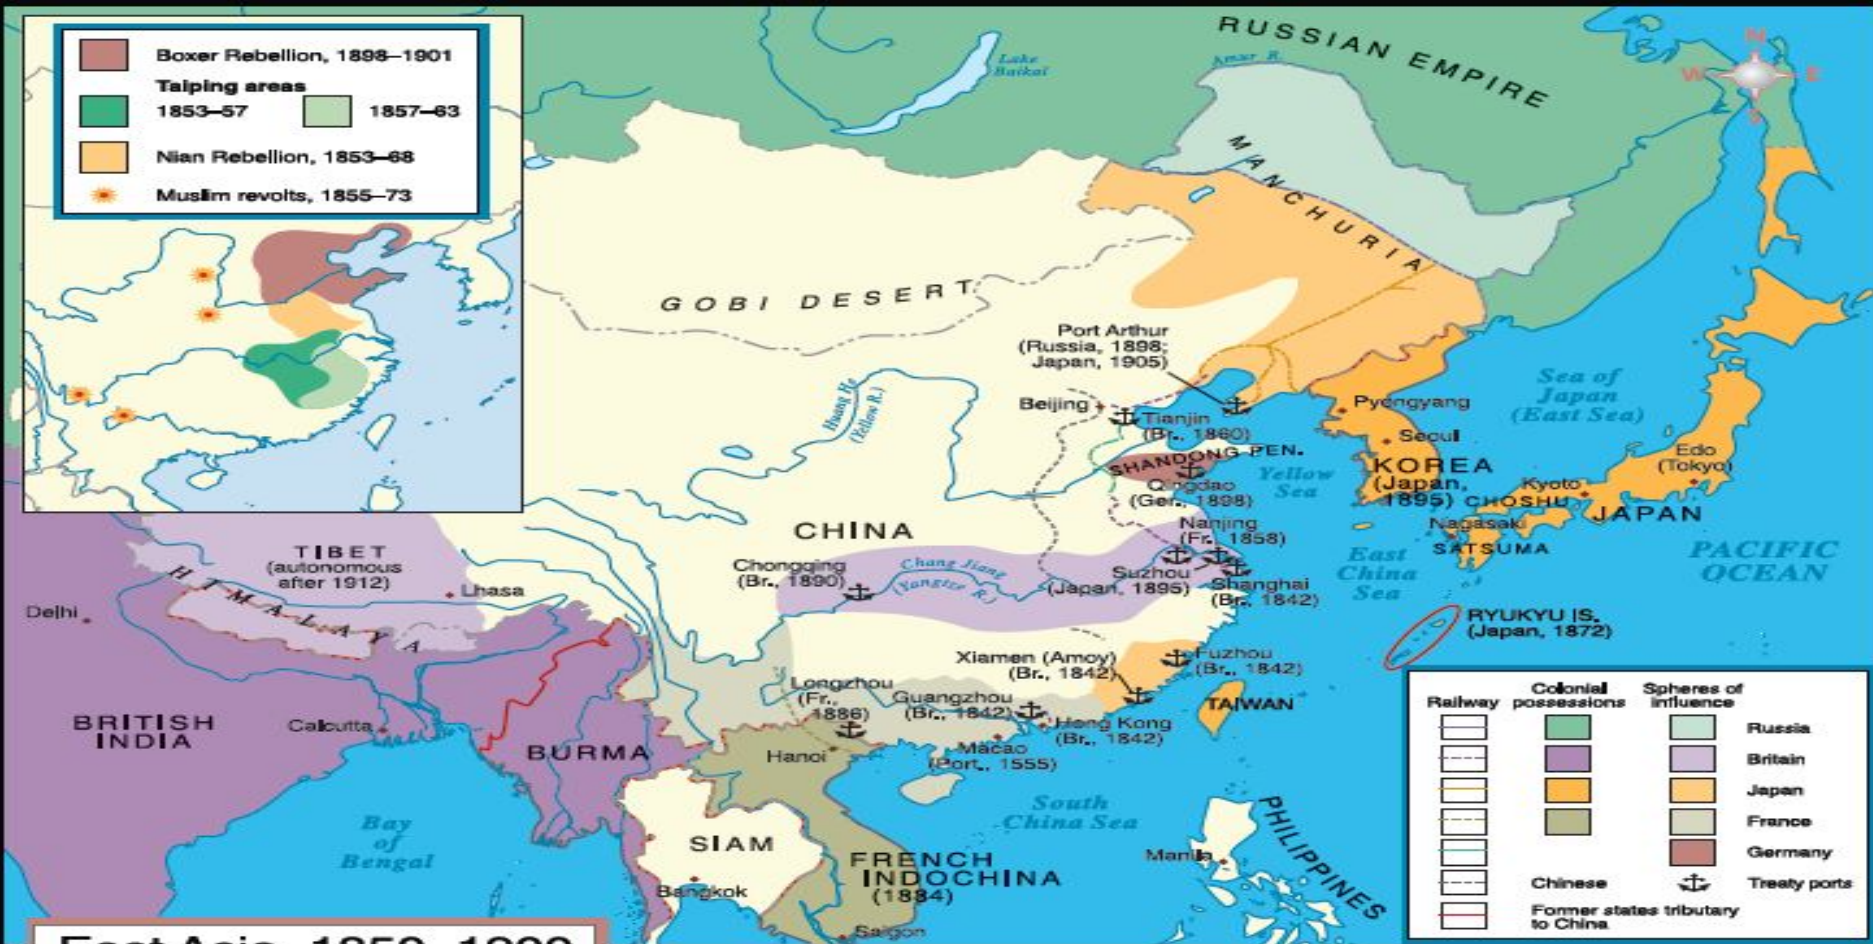 Boxer Rebellion, 1898–1901
Taiping areas
1853–57
1857–63
Nian Rebellion, 1853–68
Muslim revolts, 1855–73
RUSSIAN EMPIRE
N
W
E
S
Lake
Baikal
Amur R.
MANCHURIA
GOBI DESERT
Port Arthur
(Russia, 1898;
Japan, 1905)
Huang He
(Yellow R.)
Beijing
Tianjin
(Br., 1860)
SHANDONG PEN.
Qingdao
(Ger., 1898)
Yellow
Sea
Pyongyang
Seoul
KOREA
(Japan,
1895)
Sea of
Japan
(East Sea)
Edo
(Tokyo)
Kyoto
CHOSHU
JAPAN
Nagasaki
SATSUMA
PACIFIC
OCEAN
East
China
Sea
CHINA
Nanjing
(Fr., 1858)
Chongqing
(Br., 1890)
Chang Jiang
(Yangtze R.)
Suzhou
(Japan, 1895)
Shanghai
(Br., 1842)
RYUKYU IS.
(Japan, 1872)
TIBET
(autonomous
after 1912)
Lhasa
HIMALAYA
Delhi
Xiamen (Amoy)
(Br., 1842)
Fuzhou
(Br., 1842)
Longzhou
(Fr.,
1886)
Guangzhou
(Br., 1842)
Hong Kong
(Br., 1842)
TAIWAN
Macao
(Port., 1555)
Hanoi
BRITISH
INDIA
Calcutta
BURMA
Bay
of
Bengal
SIAM
Bangkok
FRENCH
INDOCHINA
(1884)
Saigon
South
China Sea
Manila
PHILIPPINES
Railway
Colonial
possessions
Spheres of
influence
Russia
Britain
Japan
France
Germany
Chinese
Treaty ports
Former states tributary
to China
East Asia,